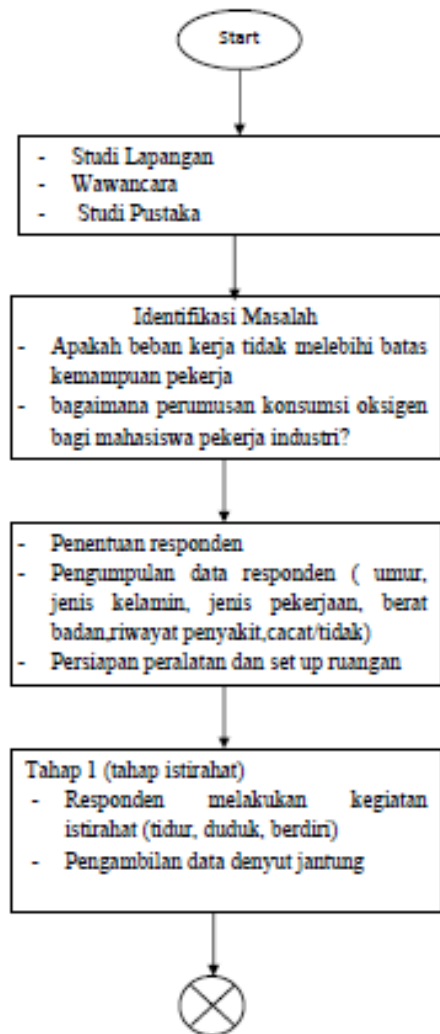 Start
- Studi Lapangan
- Wawancara
- Studi Pustaka
Identifikasi Masalah
- Apakah beban kerja tidak melebihi batas
kemampuan pekerja
- bagaimana perumusan konsumsi oksigen
bagi mahasiswa pekerja industri?
- Penentuan responden
- Pengumpulan data responden ( umur,
jenis kelamin, jenis pekerjaan, berat
badan,riwayat penyakit,cacat/tidak)
- Persiapan peralatan dan set up ruangan
Tahap 1 (tahap istirahat)
- Responden melakukan kegiatan
istirahat (tidur, duduk, berdiri)
- Pengambilan data denyut jantung